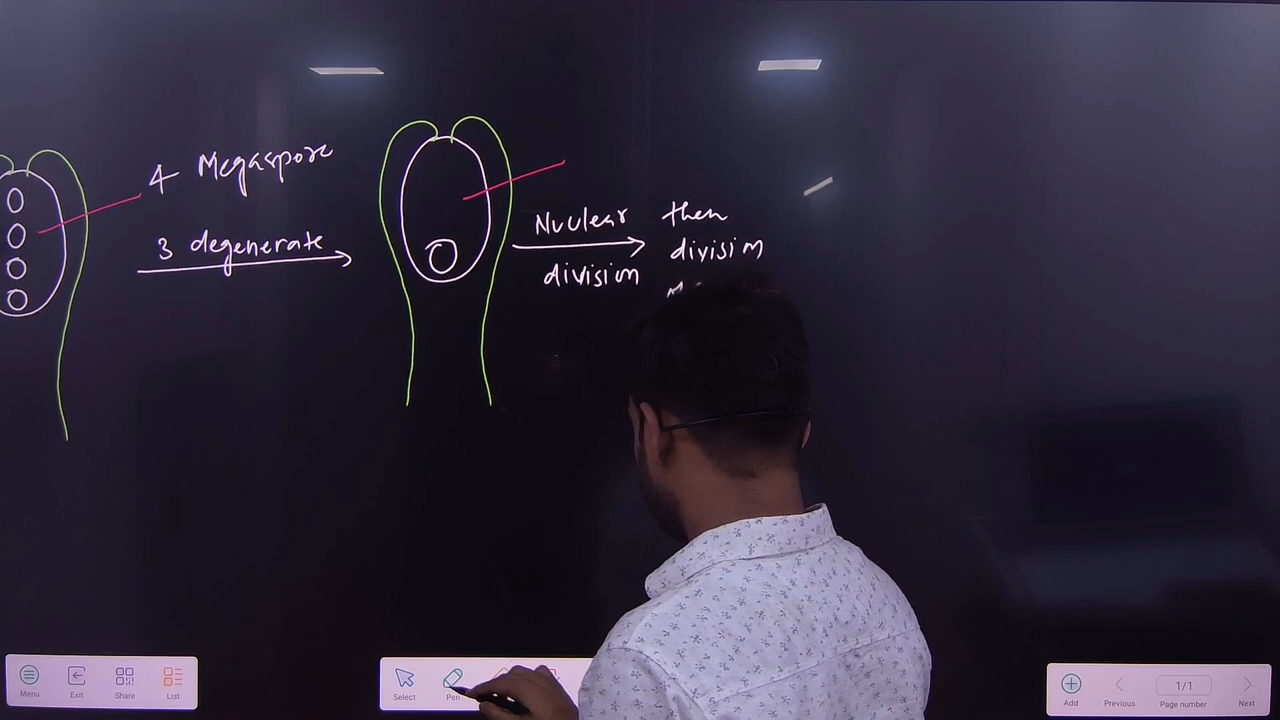 4 Megaspore
3 degenerate
Nuclear
division
then
division
Menu
Exit
Share
List
Select
Pen
Add
Previous
1/1
Page number
Next